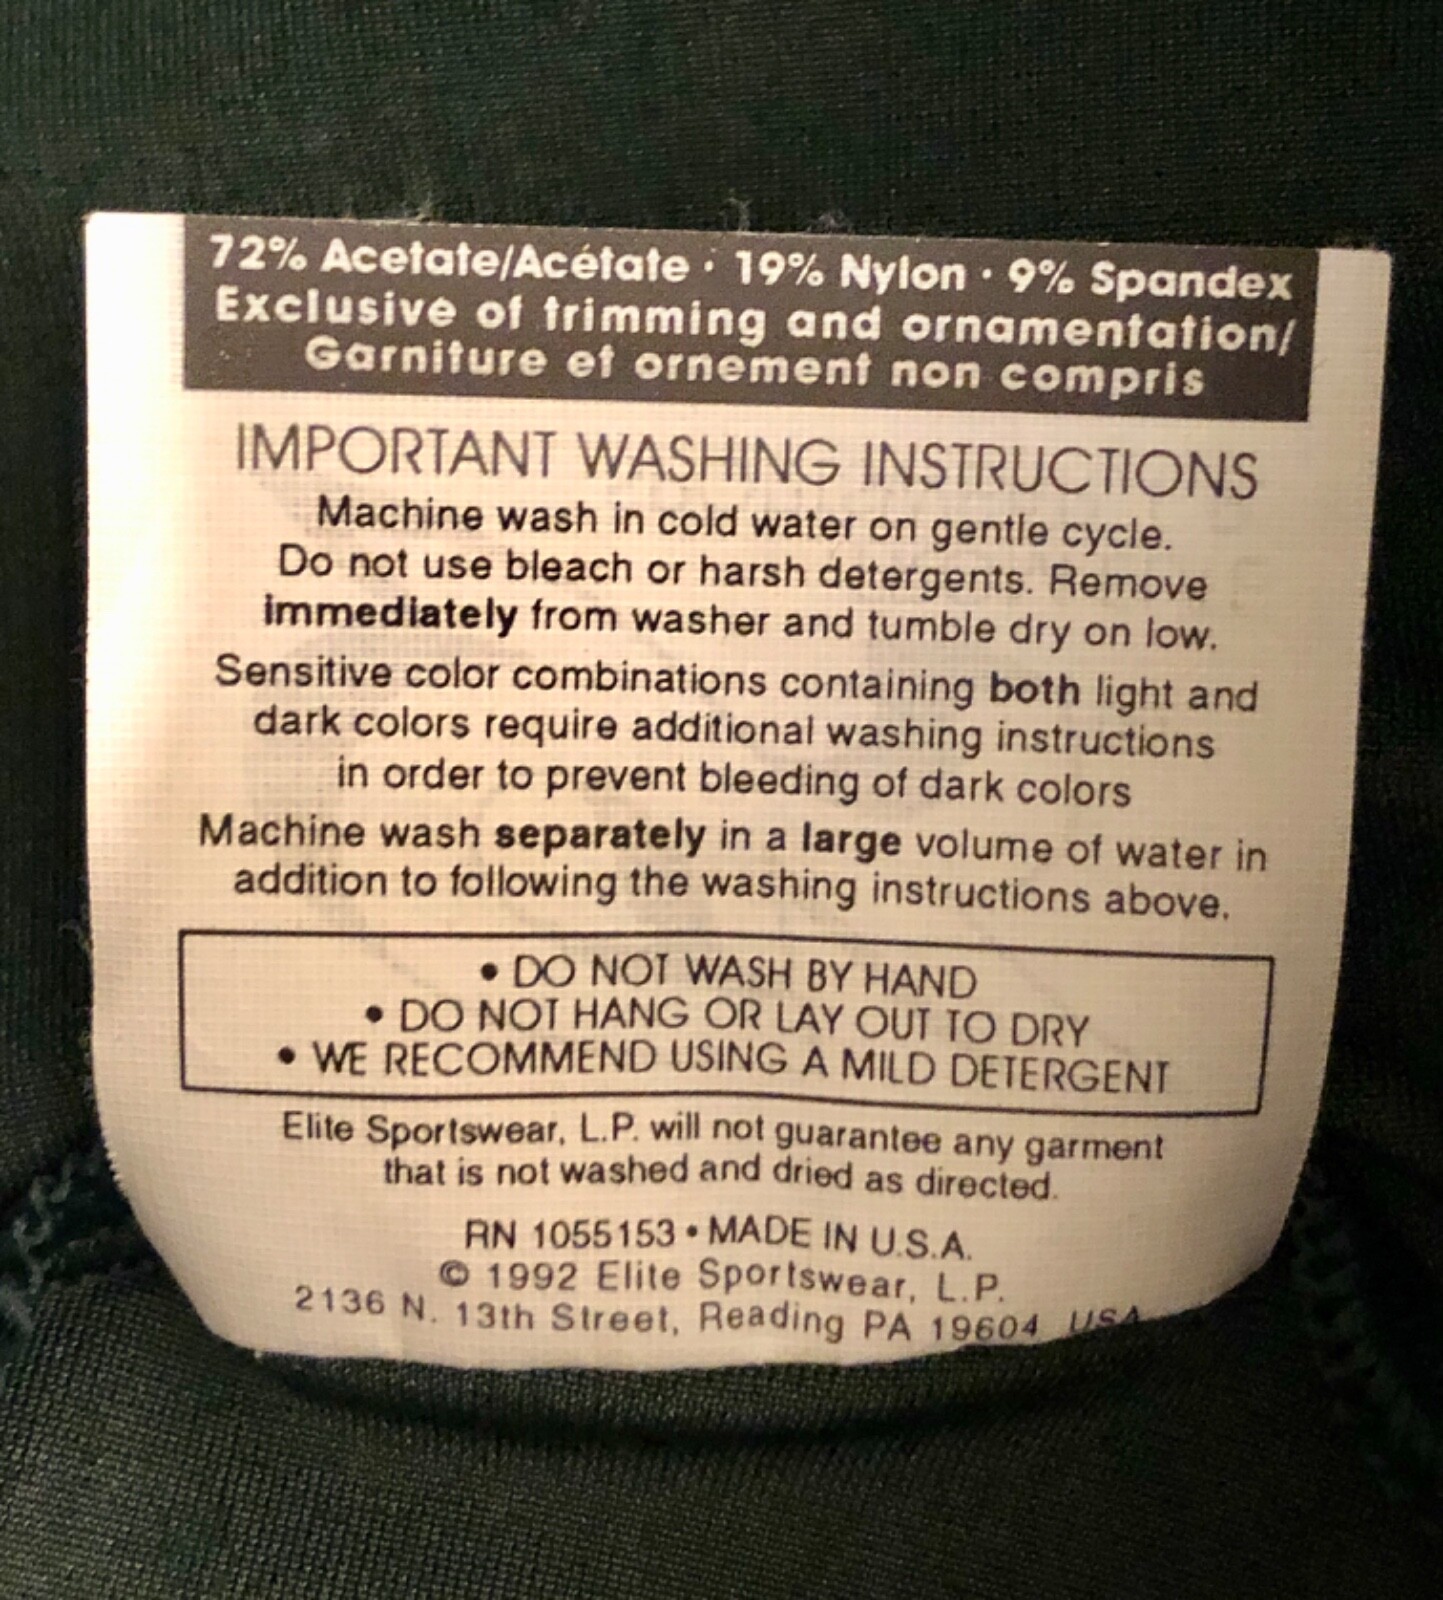 72% Acetate/Acétate · 19% Nylon · 9% Spandex
Exclusive of trimming and ornamentation/
Garniture et ornement non compris
IMPORTANT WASHING INSTRUCTIONS
Machine wash in cold water on gentle cycle.
Do not use bleach or harsh detergents. Remove
immediately from washer and tumble dry on low.
Sensitive color combinations containing both light and
dark colors require additional washing instructions
in order to prevent bleeding of dark colors
Machine wash separately in a large volume of water in
addition to following the washing instructions above.
• DO NOT WASH BY HAND
• DO NOT HANG OR LAY OUT TO DRY
• WE RECOMMEND USING A MILD DETERGENT
Elite Sportswear, L.P. will not guarantee any garment
that is not washed and dried as directed.
RN 1055153 • MADE IN U.S.A.
© 1992 Elite Sportswear, L.P.
2136 N. 13th Street, Reading PA 19604 USA